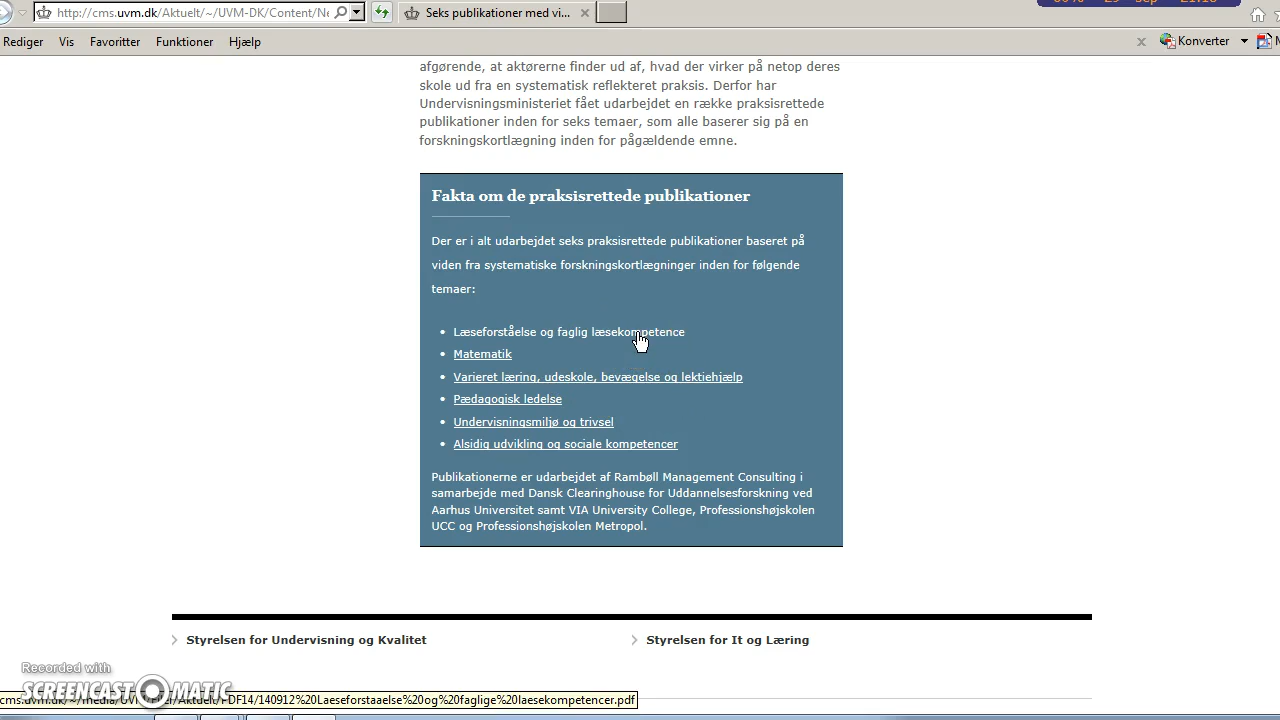 http://cms.uvm.dk/Aktuelt/~/UVM-DK/Content/Ne
Seks publikationer med vi...
Rediger Vis Favoritter Funktioner Hjælp
Konverter
afgørende, at aktørerne finder ud af, hvad der virker på netop deres
skole ud fra en systematisk reflekteret praksis. Derfor har
Undervisningsministeriet fået udarbejdet en række praksisrettede
publikationer inden for seks temaer, som alle baserer sig på en
forskningskortlægning inden for pågældende emne.
Fakta om de praksisrettede publikationer
Der er i alt udarbejdet seks praksisrettede publikationer baseret på
viden fra systematiske forskningskortlægninger inden for følgende
temaer:
• Læseforståelse og faglig læsekompetence
• Matematik
• Varieret læring, udeskole, bevægelse og lektiehjælp
• Pædagogisk ledelse
• Undervisningsmiljø og trivsel
• Alsidig udvikling og sociale kompetencer
Publikationerne er udarbejdet af Rambøll Management Consulting i
samarbejde med Dansk Clearinghouse for Uddannelsesforskning ved
Aarhus Universitet samt VIA University College, Professionshøjskolen
UCC og Professionshøjskolen Metropol.
Styrelsen for Undervisning og Kvalitet
Styrelsen for It og Læring
Recorded with
SCREENCAST-O-MATIC
20Laeseforstaaelse%20og%20faglige%20laesekompetencer.pdf